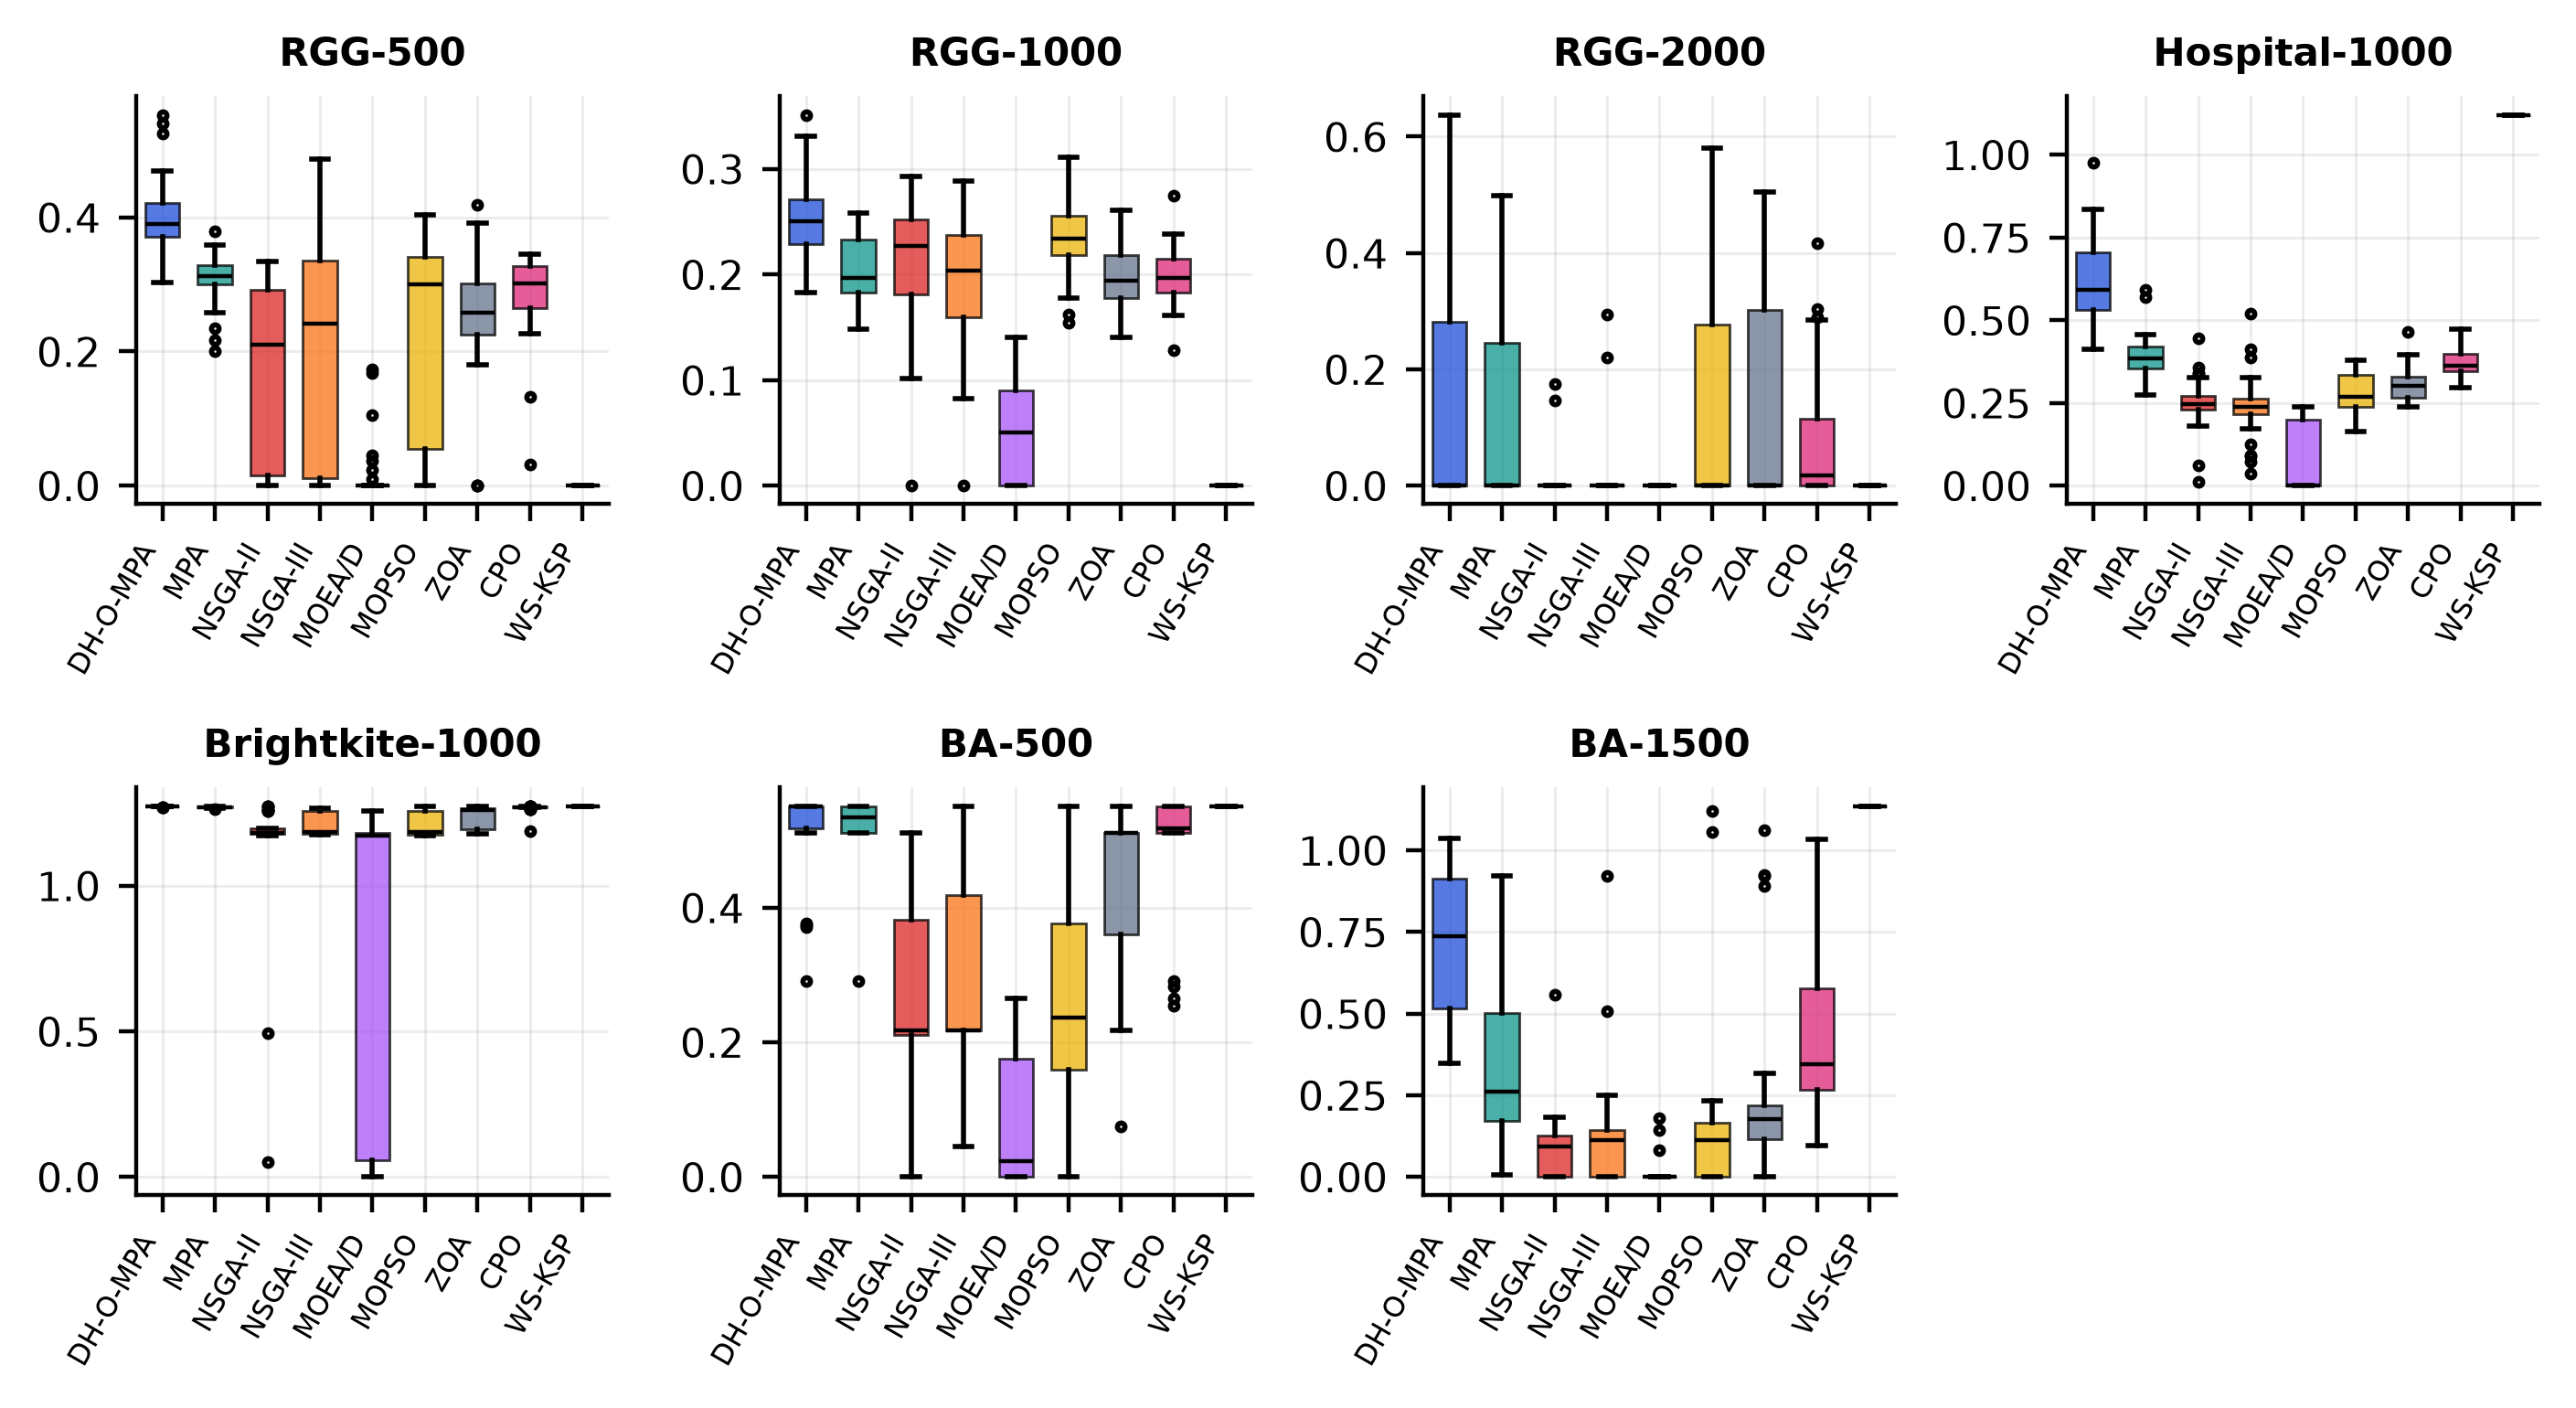 RGG-500
RGG-1000
RGG-2000
Hospital-1000
0.4
0.2
0.0
DH-O-MPA
MPA
NSGA-II
NSGA-III
MOEA/D
MOPSO
ZOA
CPO
WS-KSP
0.3
0.2
0.1
0.0
DH-O-MPA
MPA
NSGA-II
NSGA-III
MOEA/D
MOPSO
ZOA
CPO
WS-KSP
0.6
0.4
0.2
0.0
DH-O-MPA
MPA
NSGA-II
NSGA-III
MOEA/D
MOPSO
ZOA
CPO
WS-KSP
1.00
0.75
0.50
0.25
0.00
DH-O-MPA
MPA
NSGA-II
NSGA-III
MOEA/D
MOPSO
ZOA
CPO
WS-KSP
Brightkite-1000
BA-500
BA-1500
1.0
0.5
0.0
DH-O-MPA
MPA
NSGA-II
NSGA-III
MOEA/D
MOPSO
ZOA
CPO
WS-KSP
0.4
0.2
0.0
DH-O-MPA
MPA
NSGA-II
NSGA-III
MOEA/D
MOPSO
ZOA
CPO
WS-KSP
1.00
0.75
0.50
0.25
0.00
DH-O-MPA
MPA
NSGA-II
NSGA-III
MOEA/D
MOPSO
ZOA
CPO
WS-KSP